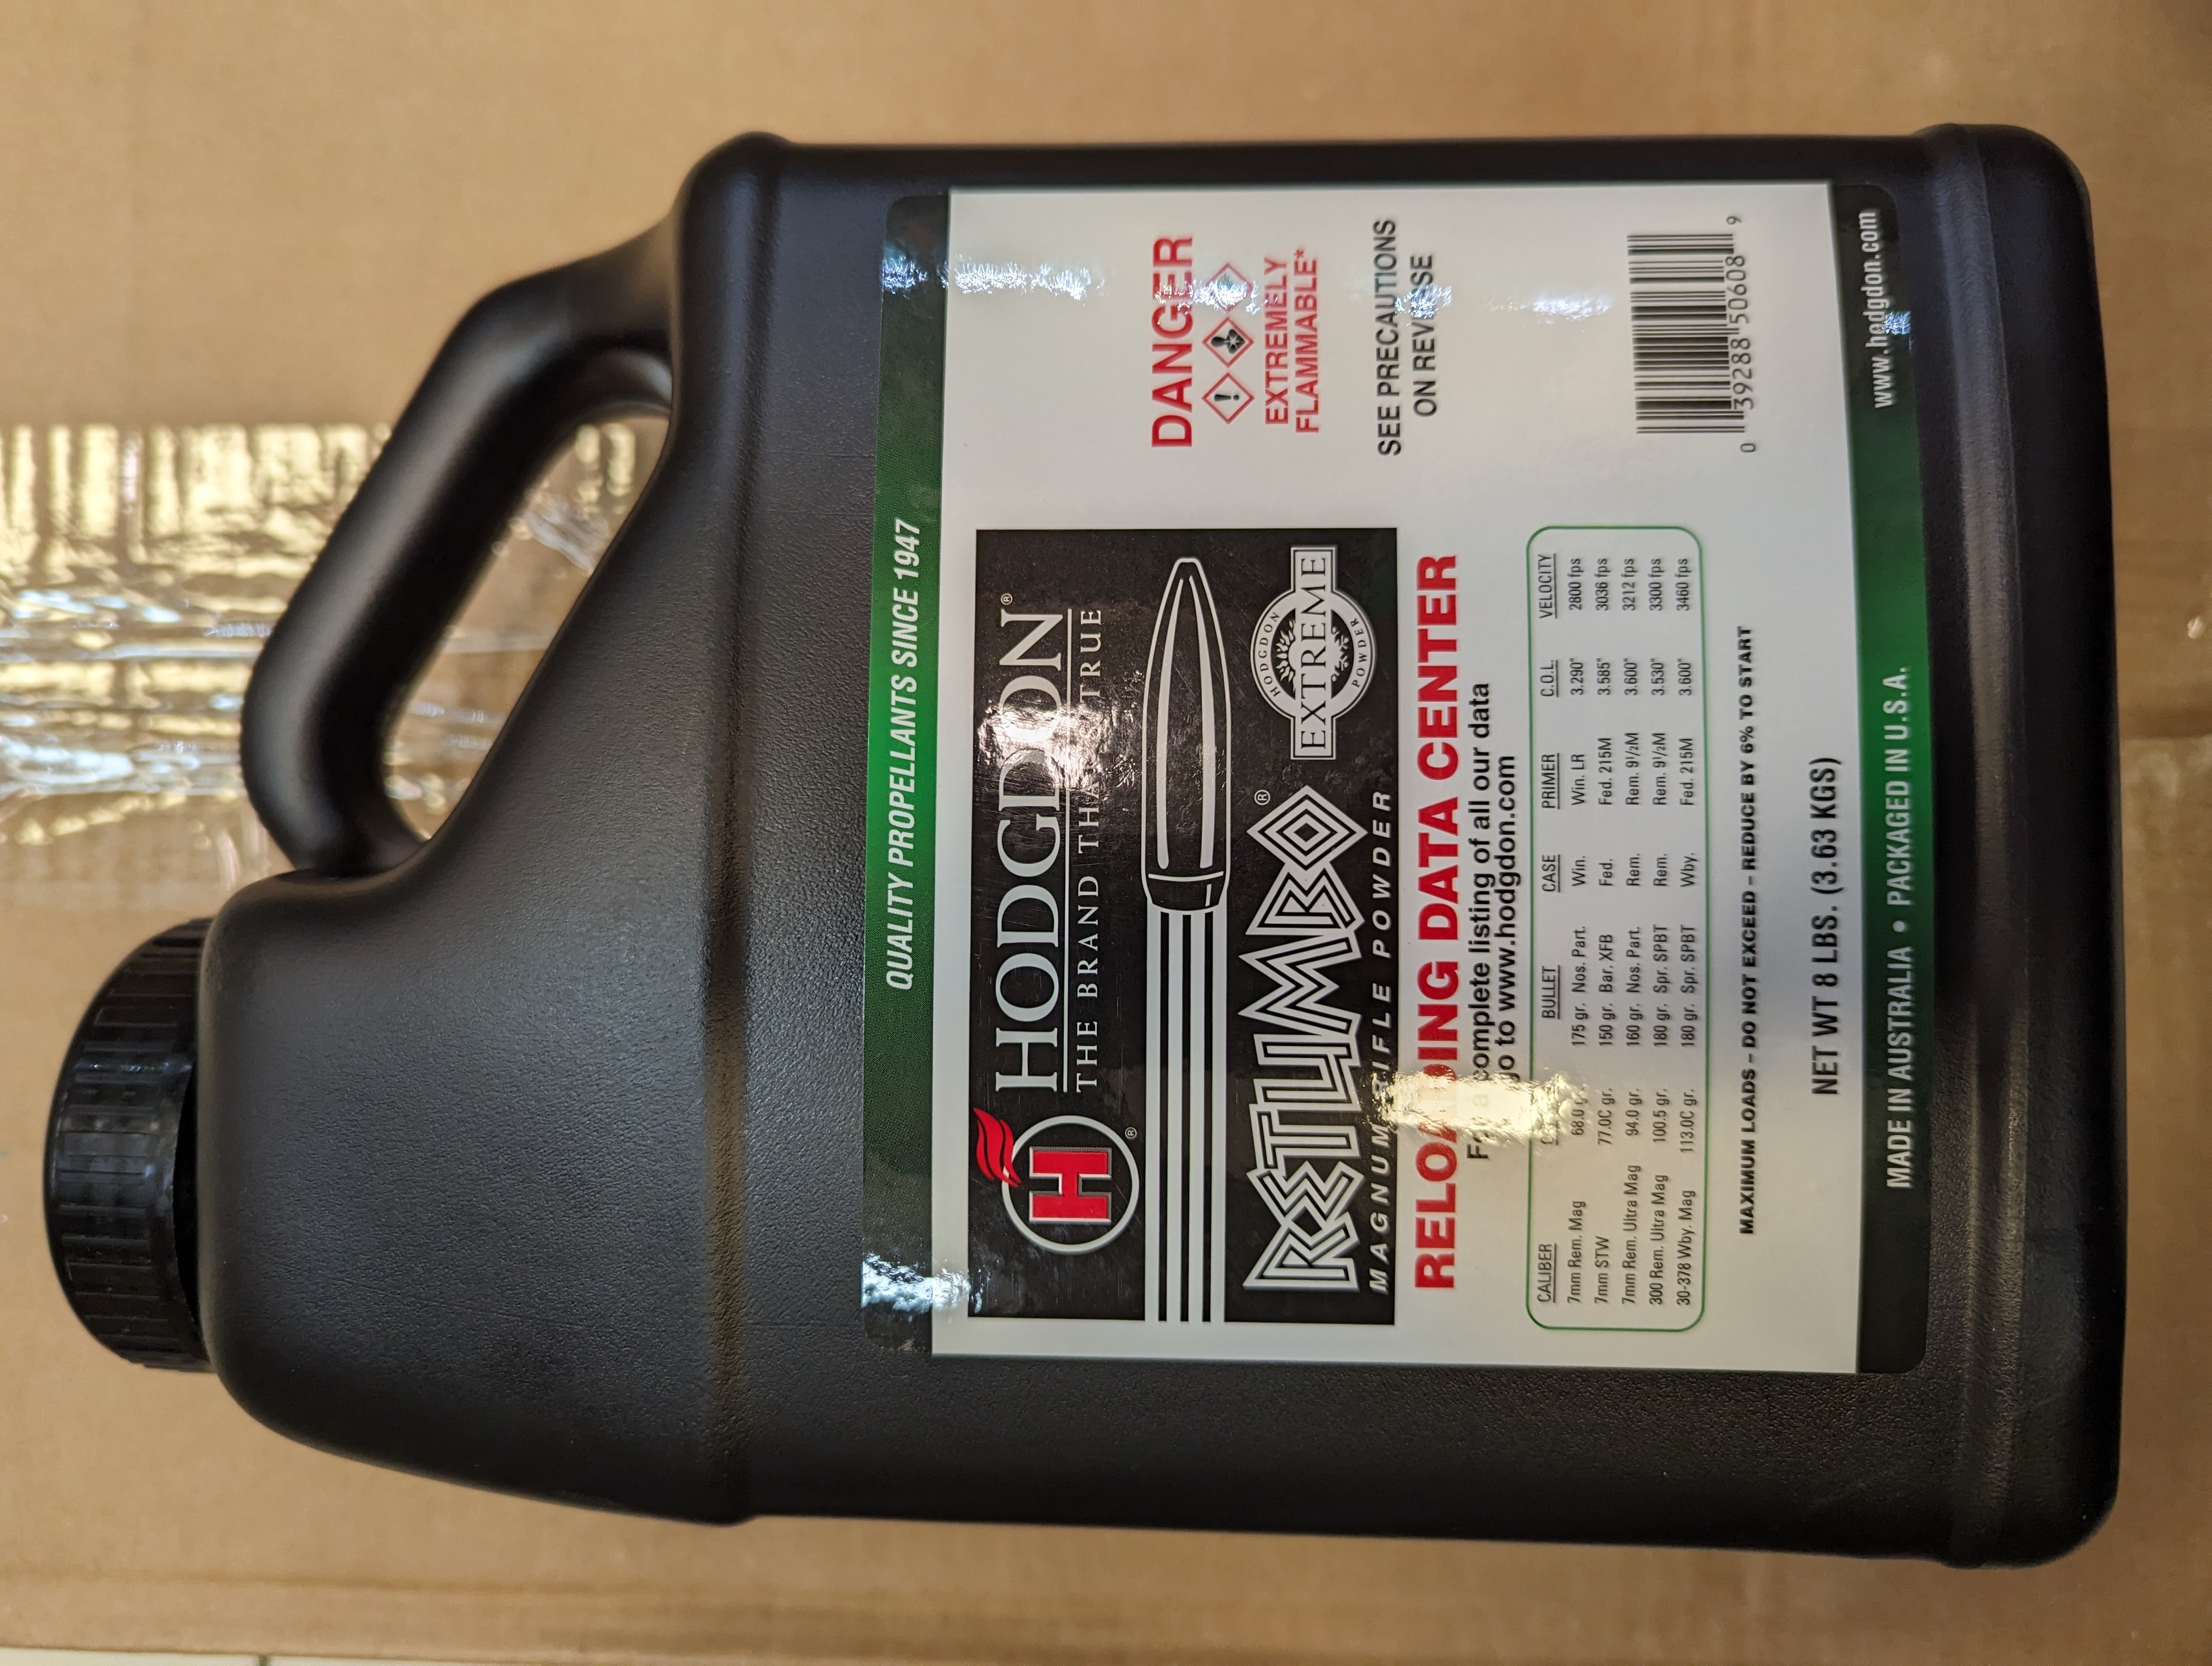 QUALITY PROPELLANTS SINCE 1947
H ® HODGDON®
THE BRAND THAT TRUE
RETUMBO®
MAGNUM RIFLE POWDER
HODGDON
EXTREME
POWDER
DANGER
EXTREMELY
FLAMMABLE*
SEE PRECAUTIONS
ON REVERSE
RELOADING DATA CENTER
For a complete listing of all our data
go to www.hodgdon.com
CALIBER BULLET CASE PRIMER C.O.L. VELOCITY
7mm Rem. Mag 68.0 gr. 175 gr. Nos. Part. Win. Win. LR 3.290" 2800 fps
7mm STW 77.0C gr. 150 gr. Bar. XFB Fed. Fed. 215M 3.585" 3036 fps
7mm Rem. Ultra Mag 94.0 gr. 160 gr. Nos. Part. Rem. Rem. 9½M 3.600" 3212 fps
300 Rem. Ultra Mag 100.5 gr. 180 gr. Spr. SPBT Rem. Rem. 9½M 3.530" 3300 fps
30-378 Wby. Mag 113.0C gr. 180 gr. Spr. SPBT Wby. Fed. 215M 3.600" 3460 fps
MAXIMUM LOADS – DO NOT EXCEED – REDUCE BY 6% TO START
0 39288 50608 9
NET WT 8 LBS. (3.63 KGS)
MADE IN AUSTRALIA • PACKAGED IN U.S.A.
www.hodgdon.com